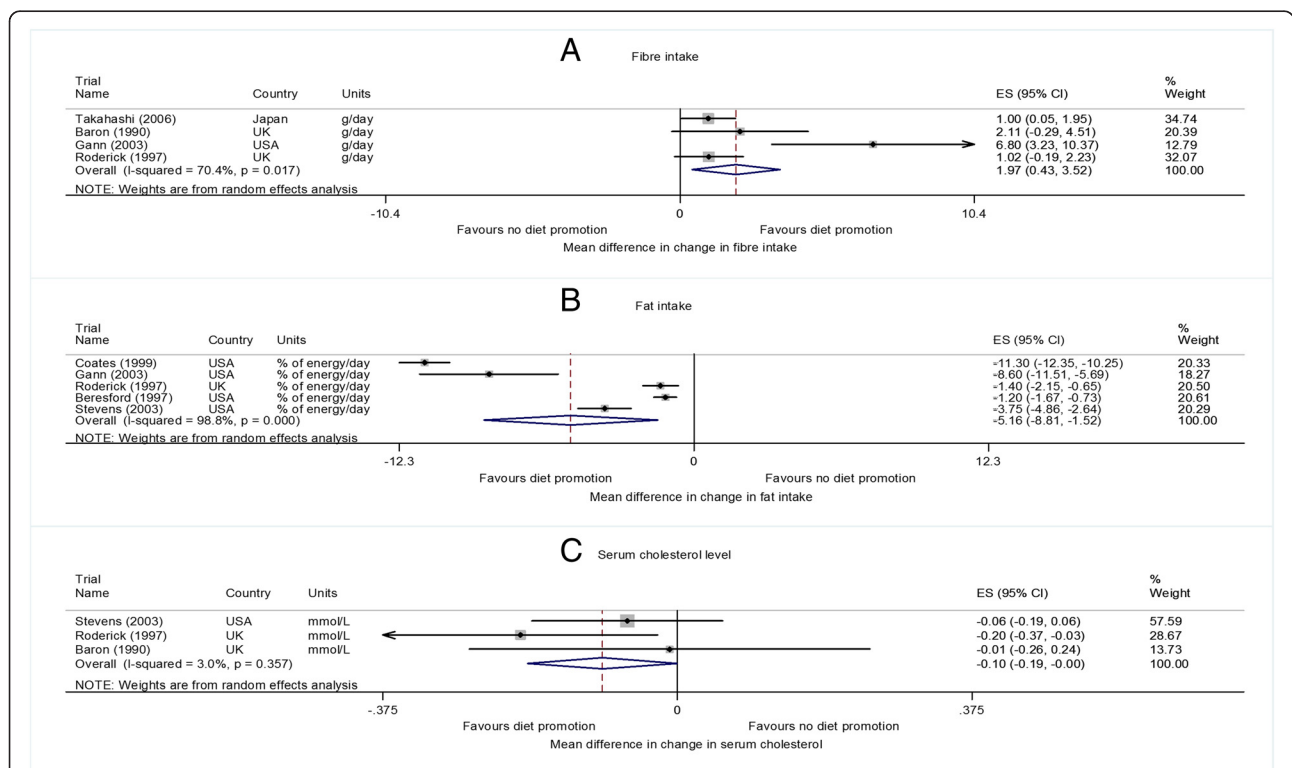 A Fibre intake
Trial %
Name Country Units ES (95% CI) Weight
Takahashi (2006) Japan g/day 1.00 (0.05, 1.95) 34.74
Baron (1990) UK g/day 2.11 (-0.29, 4.51) 20.39
Gann (2003) USA g/day 6.80 (3.23, 10.37) 12.79
Roderick (1997) UK g/day 1.02 (-0.19, 2.23) 32.07
Overall (I-squared = 70.4%, p = 0.017) 1.97 (0.43, 3.52) 100.00
NOTE: Weights are from random effects analysis
-10.4 0 10.4
Favours no diet promotion Favours diet promotion
Mean difference in change in fibre intake
B Fat intake
Trial %
Name Country Units ES (95% CI) Weight
Coates (1999) USA % of energy/day -11.30 (-12.35, -10.25) 20.33
Gann (2003) USA % of energy/day -8.60 (-11.51, -5.69) 18.27
Roderick (1997) UK % of energy/day -1.40 (-2.15, -0.65) 20.50
Beresford (1997) USA % of energy/day -1.20 (-1.67, -0.73) 20.61
Stevens (2003) USA % of energy/day -3.75 (-4.86, -2.64) 20.29
Overall (I-squared = 98.8%, p = 0.000) -5.16 (-8.81, -1.52) 100.00
NOTE: Weights are from random effects analysis
-12.3 0 12.3
Favours diet promotion Favours no diet promotion
Mean difference in change in fat intake
C Serum cholesterol level
Trial %
Name Country Units ES (95% CI) Weight
Stevens (2003) USA mmol/L -0.06 (-0.19, 0.06) 57.59
Roderick (1997) UK mmol/L -0.20 (-0.37, -0.03) 28.67
Baron (1990) UK mmol/L -0.01 (-0.26, 0.24) 13.73
Overall (I-squared = 3.0%, p = 0.357) -0.10 (-0.19, -0.00) 100.00
NOTE: Weights are from random effects analysis
-.375 0 .375
Favours diet promotion Favours no diet promotion
Mean difference in change in serum cholesterol